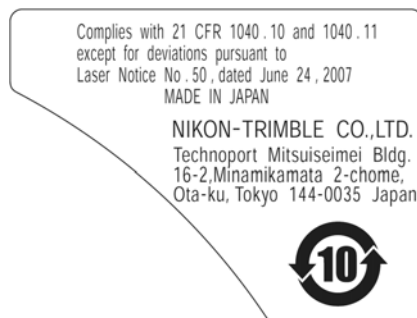 Complies with 21 CFR 1040.10 and 1040.11
except for deviations pursuant to
Laser Notice No.50, dated June 24, 2007
MADE IN JAPAN
NIKON-TRIMBLE CO.,LTD.
Technoport Mitsuiseimei Bldg.
16-2,Minamikamata 2-chome,
Ota-ku, Tokyo 144-0035 Japan
10